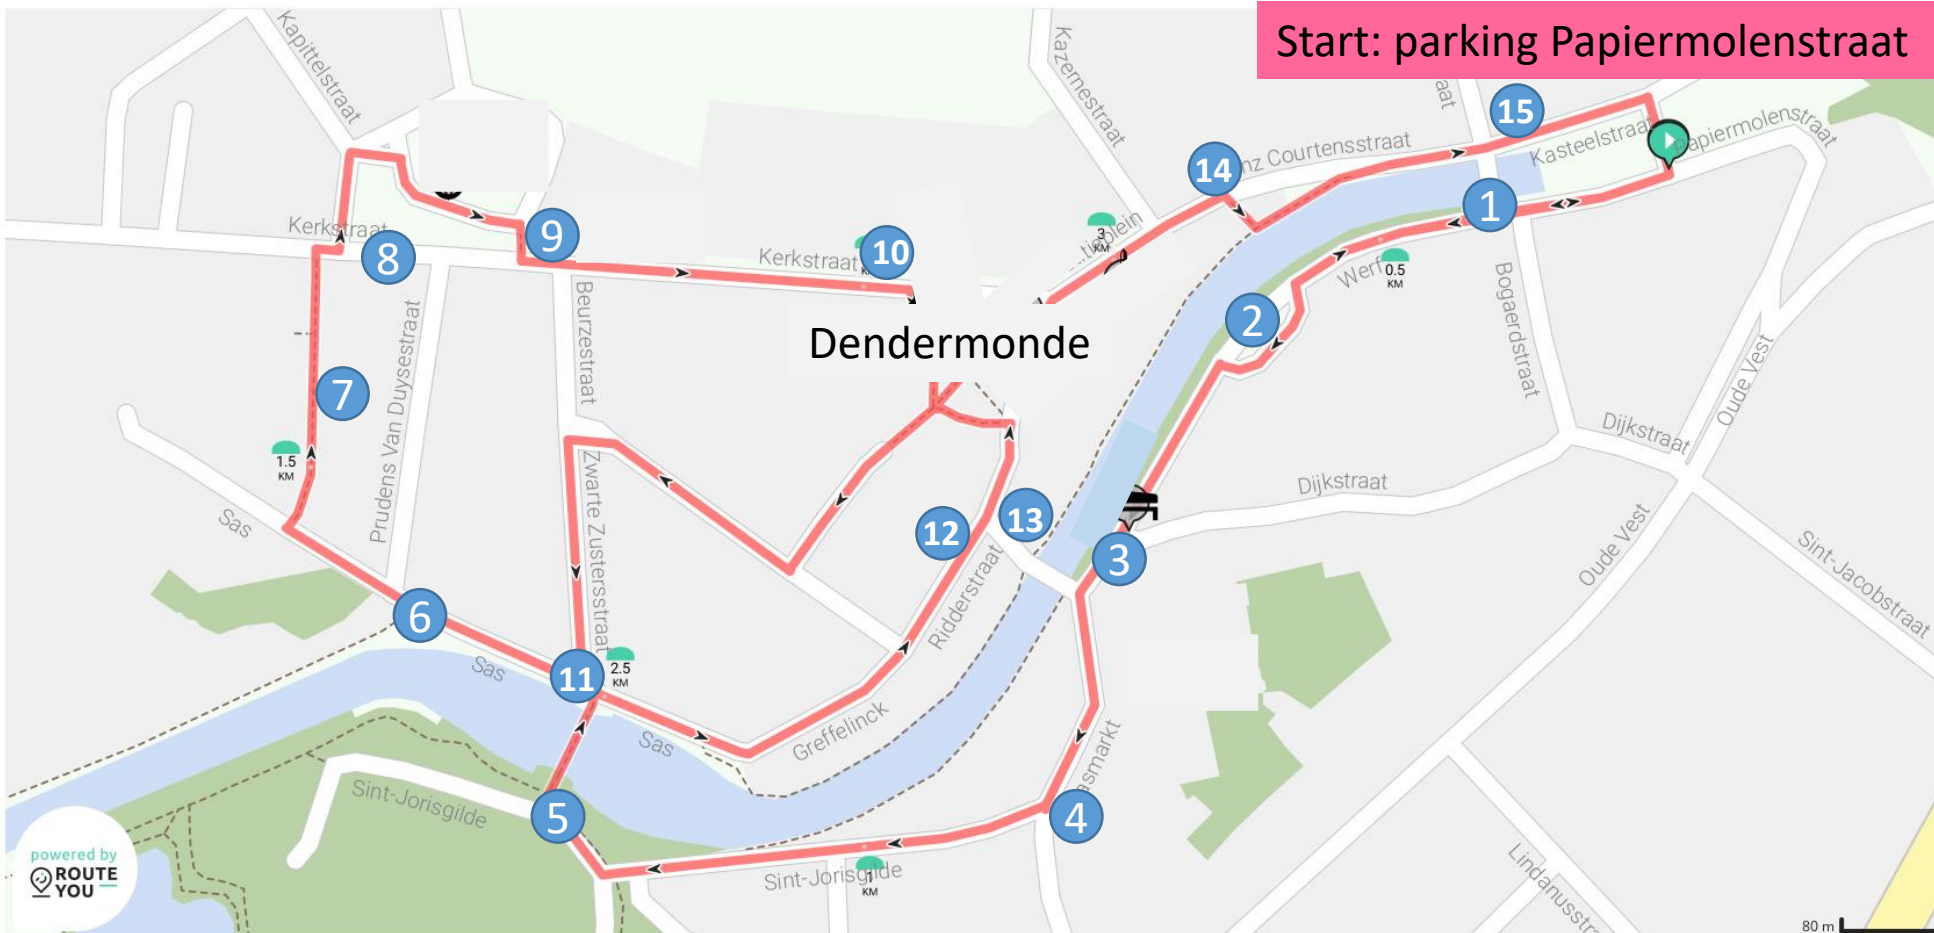 Start: parking Papiermolenstraat
Kapittelstraat
Kazernestraat
aat
15
nz Courtensstraat
Kasteelstraat
Papiermolenstraat
14
1
Kerkstraat
8
9
Kerkstraat
10
3
KM
Werf
0.5
KM
2
Bogaerdstraat
Beurzestraat
Prudens Van Duysestraat
Dendermonde
Oude Vest
7
Dijkstraat
1.5
KM
Zwarte Zustersstraat
Dijkstraat
Sas
12
13
3
Oude Vest
Sint-Jacobstraat
Ridderstraat
6
Sas
11
2.5
KM
Sas
Greffelinck
asmarkt
Sint-Jorisgilde
5
4
powered by
ROUTE
YOU
Sint-Jorisgilde
1
KM
80 m